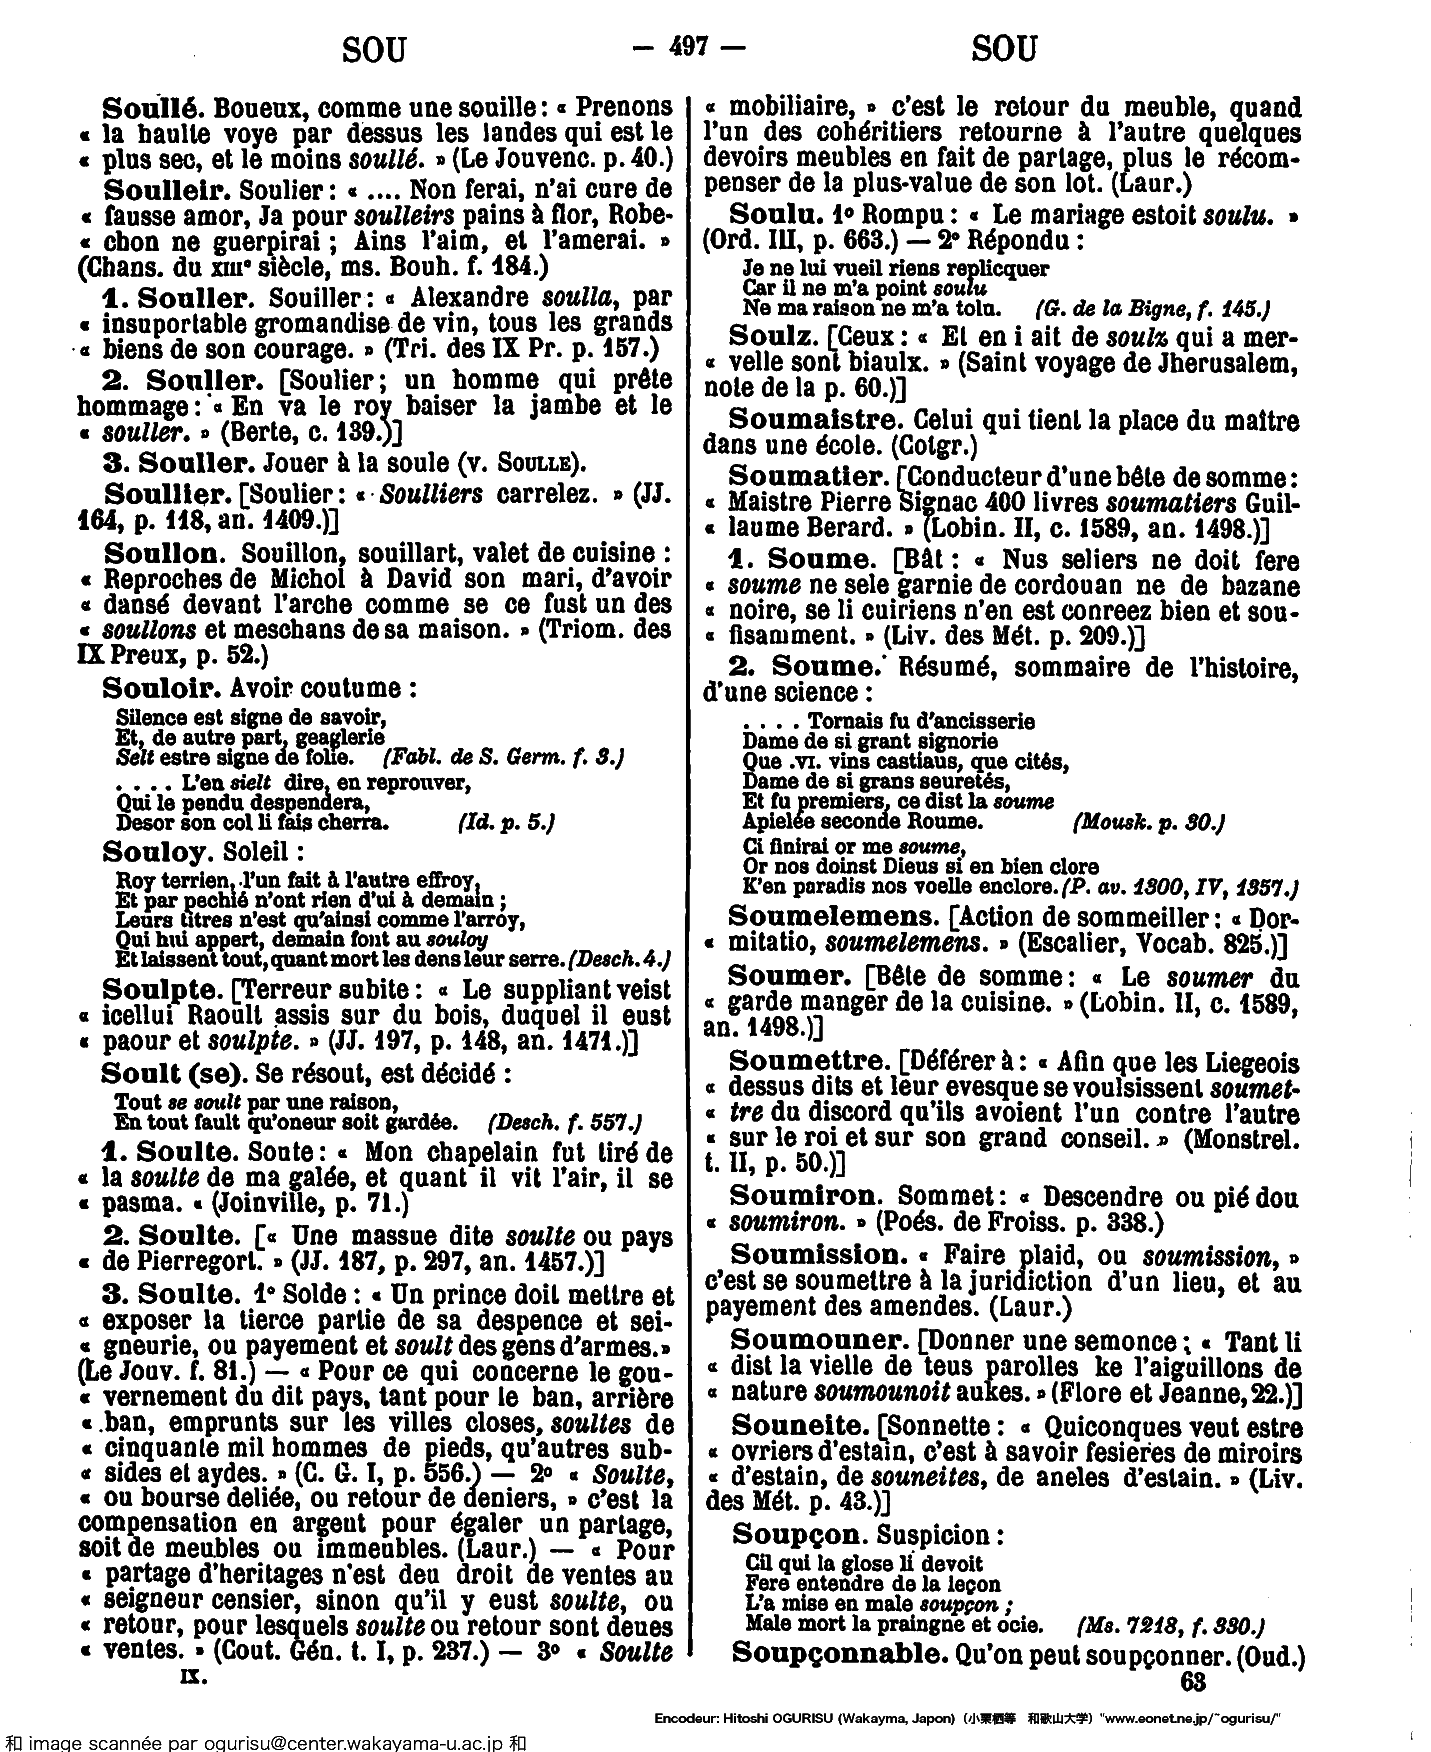 SOU — 497 — SOU
Soullé. Boueux, comme une souille : « Prenons
« la haulte voye par dessus les landes qui est le
« plus sec, et le moins soullé. » (Le Jouvenc. p. 40.)
Soulleir. Soulier : « .... Non ferai, n'ai cure de
« fausse amor, Ja pour soulleirs pains à flor, Robe-
« chon ne guerpirai ; Ains l'aim, et l'amerai. »
(Chans. du XIIIe siècle, ms. Bouh. f. 184.)
1. Souller. Souiller : « Alexandre soulla, par
« insuportable gromandise de vin, tous les grands
« biens de son courage. » (Tri. des IX Pr. p. 157.)
2. Souller. [Soulier ; un homme qui prête
hommage : « En va le roy baiser la jambe et le
« souller. » (Berte, c. 139.)]
3. Souller. Jouer à la soule (v. SOULLE).
Soullier. [Soulier : « Soulliers carrelez. » (JJ.
164, p. 118, an. 1409.)]
Soullon. Souillon, souillart, valet de cuisine :
« Reproches de Michol à David son mari, d'avoir
« dansé devant l'arche comme se ce fust un des
« soullons et meschans de sa maison. » (Triom. des
IX Preux, p. 52.)
Souloir. Avoir coutume :
Silence est signe de savoir,
Et, de autre part, geaglerie
Selt estre signe de folie. (Fabl. de S. Germ. f. 3.)
. . . . L'en sielt dire, en reprouver,
Qui le pendu despendera,
Desor son col li fais cherra. (Id. p. 5.)
Souloy. Soleil :
Roy terrien, l'un fait à l'autre effroy,
Et par pechié n'ont rien d'ui à demain ;
Leurs titres n'est qu'ainsi comme l'arroy,
Qui hui appert, demain font au souloy
Et laissent tout, quant mort les dens leur serre. (Desch. 4.)
Soulpte. [Terreur subite : « Le suppliant veist
« icellui Raoult assis sur du bois, duquel il eust
« paour et soulpte. » (JJ. 197, p. 148, an. 1471.)]
Soult (se). Se résout, est décidé :
Tout se soult par une raison,
En tout fault qu'oneur soit gardée. (Desch. f. 557.)
1. Soulte. Soute : « Mon chapelain fut tiré de
« la soulte de ma galée, et quant il vit l'air, il se
« pasma. « (Joinville, p. 71.)
2. Soulte. [« Une massue dite soulte ou pays
« de Pierregort. » (JJ. 187, p. 297, an. 1457.)]
3. Soulte. 1° Solde : « Un prince doit mettre et
« exposer la tierce partie de sa despence et sei-
« gneurie, ou payement et soult des gens d'armes. »
(Le Jouv. f. 81.) — « Pour ce qui concerne le gou-
« vernement du dit pays, tant pour le ban, arrière
« ban, emprunts sur les villes closes, soultes de
« cinquante mil hommes de pieds, qu'autres sub-
« sides et aydes. » (C. G. I, p. 556.) — 2° « Soulte,
« ou bourse deliée, ou retour de deniers, » c'est la
compensation en argent pour égaler un partage,
soit de meubles ou immeubles. (Laur.) — « Pour
« partage d'heritages n'est deu droit de ventes au
« seigneur censier, sinon qu'il y eust soulte, ou
« retour, pour lesquels soulte ou retour sont deues
« ventes. » (Cout. Gén. t. I, p. 237.) — 3° « Soulte
IX.
« mobiliaire, » c'est le retour du meuble, quand
l'un des cohéritiers retourne à l'autre quelques
devoirs meubles en fait de partage, plus le récom-
penser de la plus-value de son lot. (Laur.)
Soulu. 1° Rompu : « Le mariage estoit soulu. »
(Ord. III, p. 663.) — 2° Répondu :
Je ne lui vueil riens replicquer
Car il ne m'a point soulu
Ne ma raison ne m'a tolu. (G. de la Bigne, f. 145.)
Soulz. [Ceux : « Et en i ait de soulz qui a mer-
« velle sont biaulx. » (Saint voyage de Jherusalem,
note de la p. 60.)]
Soumaistre. Celui qui tient la place du maître
dans une école. (Cotgr.)
Soumatier. [Conducteur d'une bête de somme :
« Maistre Pierre Signac 400 livres soumatiers Guil-
« laume Berard. » (Lobin. II, c. 1589, an. 1498.)]
1. Soume. [Bât : « Nus seliers ne doit fere
« soume ne sele garnie de cordouan ne de bazane
« noire, se li cuiriens n'en est conreez bien et sou-
« fisamment. » (Liv. des Mét. p. 209.)]
2. Soume. Résumé, sommaire de l'histoire,
d'une science :
. . . . Tornais fu d'ancisserie
Dame de si grant signorie
Que .VI. vins castiaus, que cités,
Dame de si grans seuretés,
Et fu premiers, ce dist la soume
Apielée seconde Roume. (Mousk. p. 30.)
Ci finirai or me soume,
Or nos doinst Dieus si en bien clore
K'en paradis nos voelle enclore. (P. av. 1300, IV, 1357.)
Soumelemens. [Action de sommeiller : « Dor-
« mitatio, soumelemens. » (Escalier, Vocab. 825.)]
Soumer. [Bête de somme : « Le soumer du
« garde manger de la cuisine. » (Lobin. II, c. 1589,
an. 1498.)]
Soumettre. [Déférer à : « Afin que les Liegeois
« dessus dits et leur evesque se voulsissent soumet-
« tre du discord qu'ils avoient l'un contre l'autre
« sur le roi et sur son grand conseil. » (Monstrel.
t. II, p. 50.)]
Soumiron. Sommet : « Descendre ou pié dou
« soumiron. » (Poés. de Froiss. p. 338.)
Soumission. « Faire plaid, ou soumission, »
c'est se soumettre à la juridiction d'un lieu, et au
payement des amendes. (Laur.)
Soumouner. [Donner une semonce ; « Tant li
« dist la vielle de teus parolles ke l'aiguillons de
« nature soumounoit aukes. » (Flore et Jeanne, 22.)]
Souneite. [Sonnette : « Quiconques veut estre
« ovriers d'estain, c'est à savoir fesieres de miroirs
« d'estain, de souneites, de aneles d'estain. » (Liv.
des Mét. p. 43.)]
Soupçon. Suspicion :
Cil qui la glose li devoit
Fere entendre de la leçon
L'a mise en male soupçon ;
Male mort la praingne et ocie. (Ms. 7218, f. 330.)
Soupçonnable. Qu'on peut soupçonner. (Oud.)
63
Encodeur: Hitoshi OGURISU (Wakayma, Japon) (小栗栖等 和歌山大学) "www.eonet.ne.jp/~ogurisu/"
和 image scannée par ogurisu@center.wakayama-u.ac.jp 和